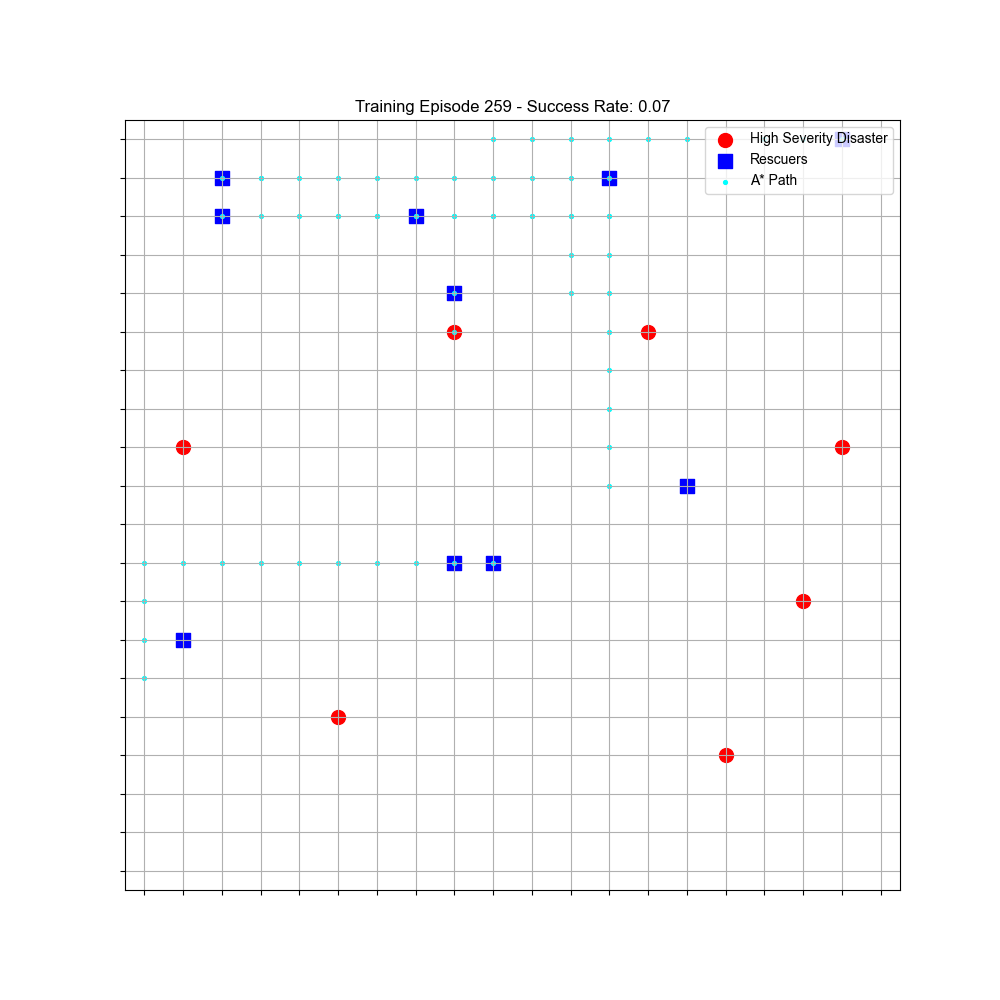 Training Episode 259 - Success Rate: 0.07
High Severity Disaster
Rescuers
A* Path